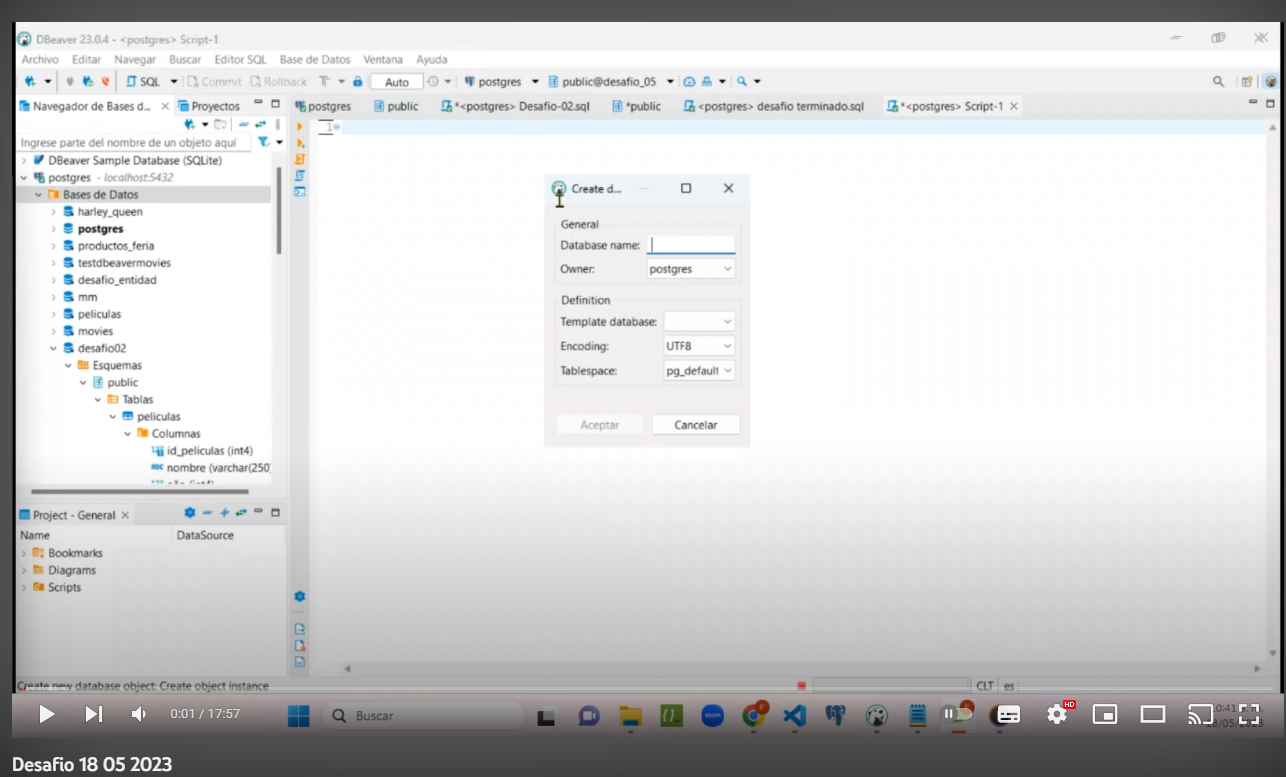 DBeaver 23.0.4 - <postgres> Script-1
Archivo Editar Navegar Buscar Editor SQL Base de Datos Ventana Ayuda
SQL Commit Rollback Auto postgres public@desafio_05
Navegador de Bases d... Proyectos
postgres public *<postgres> Desafio-02.sql *public <postgres> desafio terminado.sql *<postgres> Script-1
Ingrese parte del nombre de un objeto aquí
1
DBeaver Sample Database (SQLite)
postgres - localhost:5432
Bases de Datos
harley_queen
postgres
productos_feria
testdbeavermovies
desafio_entidad
mm
peliculas
movies
desafio02
Esquemas
public
Tablas
peliculas
Columnas
id_peliculas (int4)
nombre (varchar(250)
Create d...
General
Database name:
Owner: postgres
Definition
Template database:
Encoding: UTF8
Tablespace: pg_default
Aceptar Cancelar
Project - General
Name DataSource
Bookmarks
Diagrams
Scripts
Create new database object: Create object instance
CLT es
0:01 / 17:57
Buscar
HD
Desafio 18 05 2023